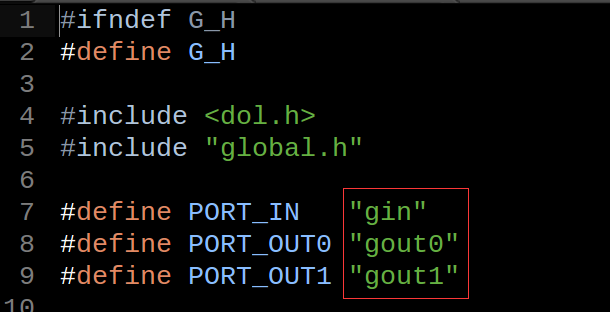 1 #ifndef G_H
2 #define G_H
3
4 #include <dol.h>
5 #include "global.h"
6
7 #define PORT_IN   "gin"
8 #define PORT_OUT0 "gout0"
9 #define PORT_OUT1 "gout1"
10